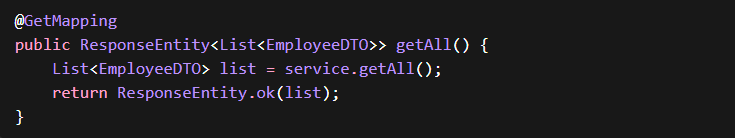 @GetMapping
public ResponseEntity<List<EmployeeDTO>> getAll() {
    List<EmployeeDTO> list = service.getAll();
    return ResponseEntity.ok(list);
}